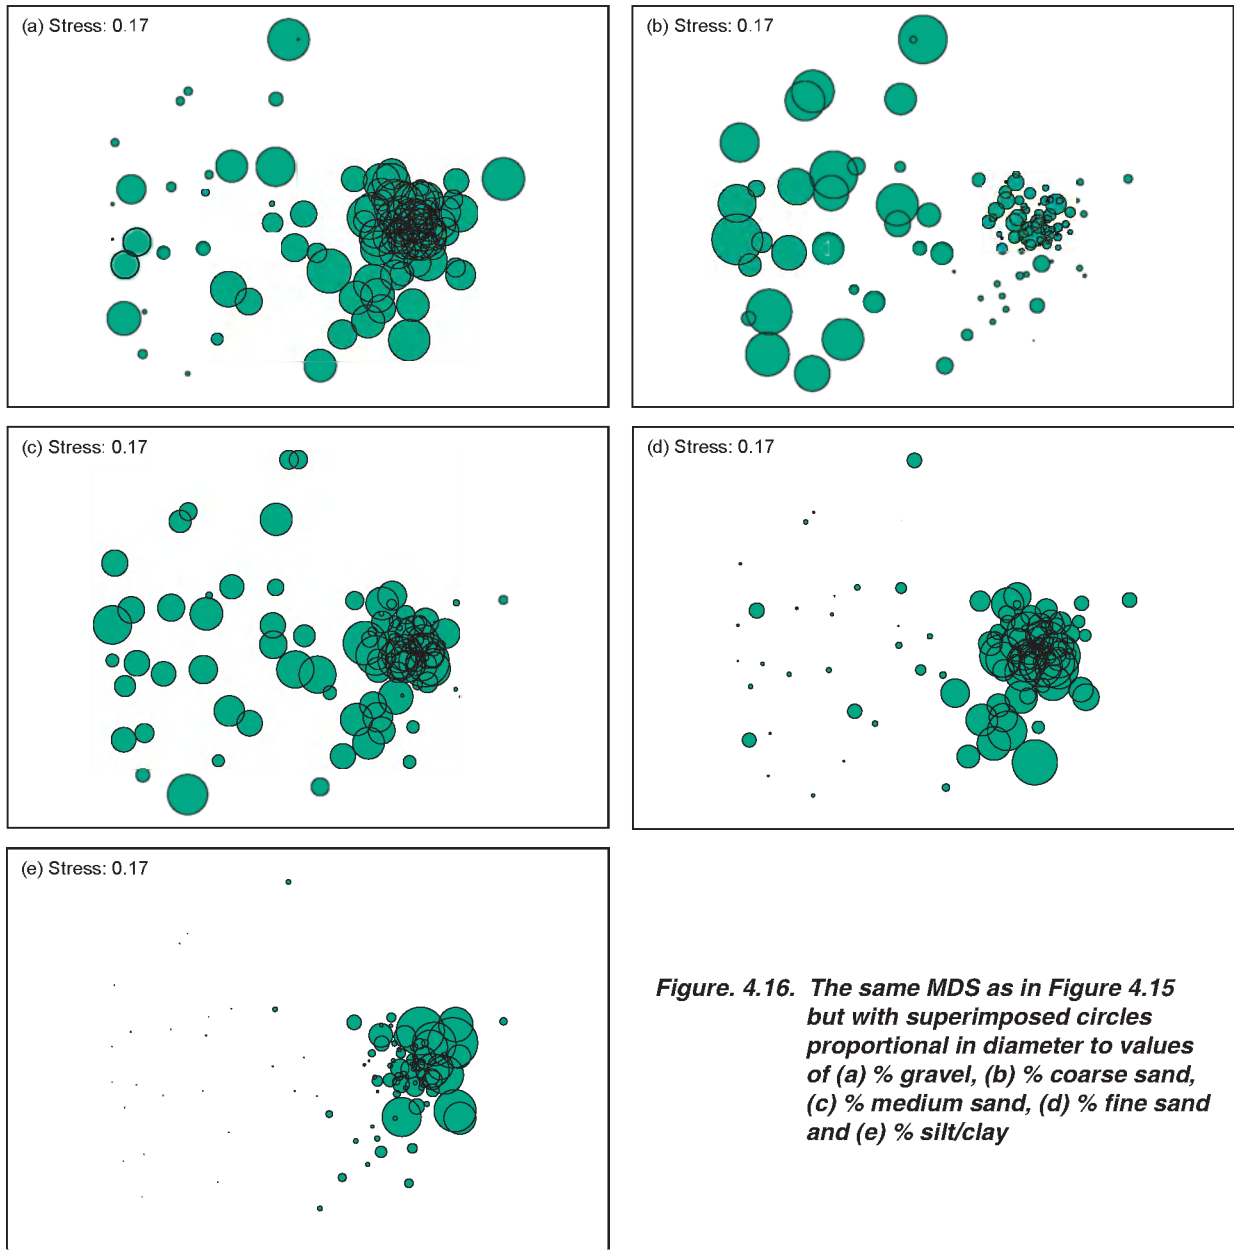 (a) Stress: 0.17
(b) Stress: 0.17
(c) Stress: 0.17
(d) Stress: 0.17
(e) Stress: 0.17
Figure. 4.16. The same MDS as in Figure 4.15
but with superimposed circles
proportional in diameter to values
of (a) % gravel, (b) % coarse sand,
(c) % medium sand, (d) % fine sand
and (e) % silt/clay